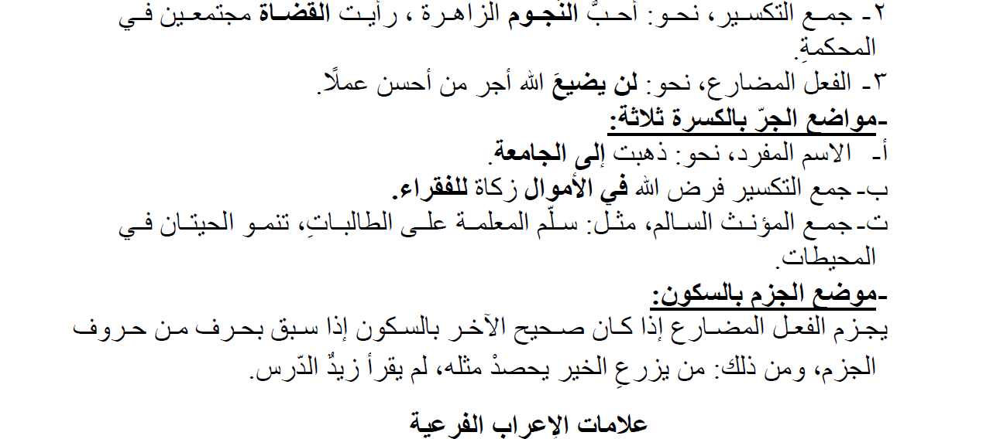 ٢- جمع التكسير، نحو: أحبُّ النّجوم الزاهرة ، رأيت القضاة مجتمعين في
المحكمةِ.
٣- الفعل المضارع، نحو: لن يضيعَ الله أجر من أحسن عملًا.
-مواضع الجرّ بالكسرة ثلاثة:
أ- الاسم المفرد، نحو: ذهبت إلى الجامعة.
ب- جمع التكسير فرض الله في الأموال زكاة للفقراء.
ت- جمع المؤنث السالم، مثل: سلّم المعلمة على الطالباتِ، تنمو الحيتان في
المحيطات.
-موضع الجزم بالسكون:
يجزم الفعل المضارع إذا كان صحيح الآخر بالسكون إذا سبق بحرف من حروف
الجزم، ومن ذلك: من يزرعِ الخير يحصدْ مثله، لم يقرأ زيدٌ الدّرس.
علامات الإعراب الفرعية